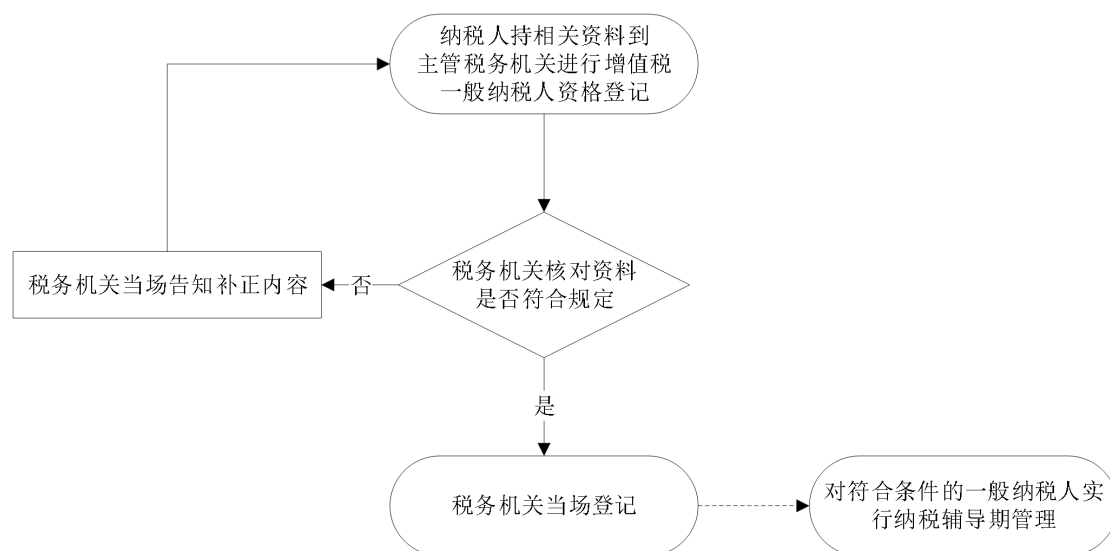 纳税人持相关资料到
主管税务机关进行增值税
一般纳税人资格登记
税务机关核对资料
是否符合规定
否
税务机关当场告知补正内容
是
税务机关当场登记
对符合条件的一般纳税人实
行纳税辅导期管理